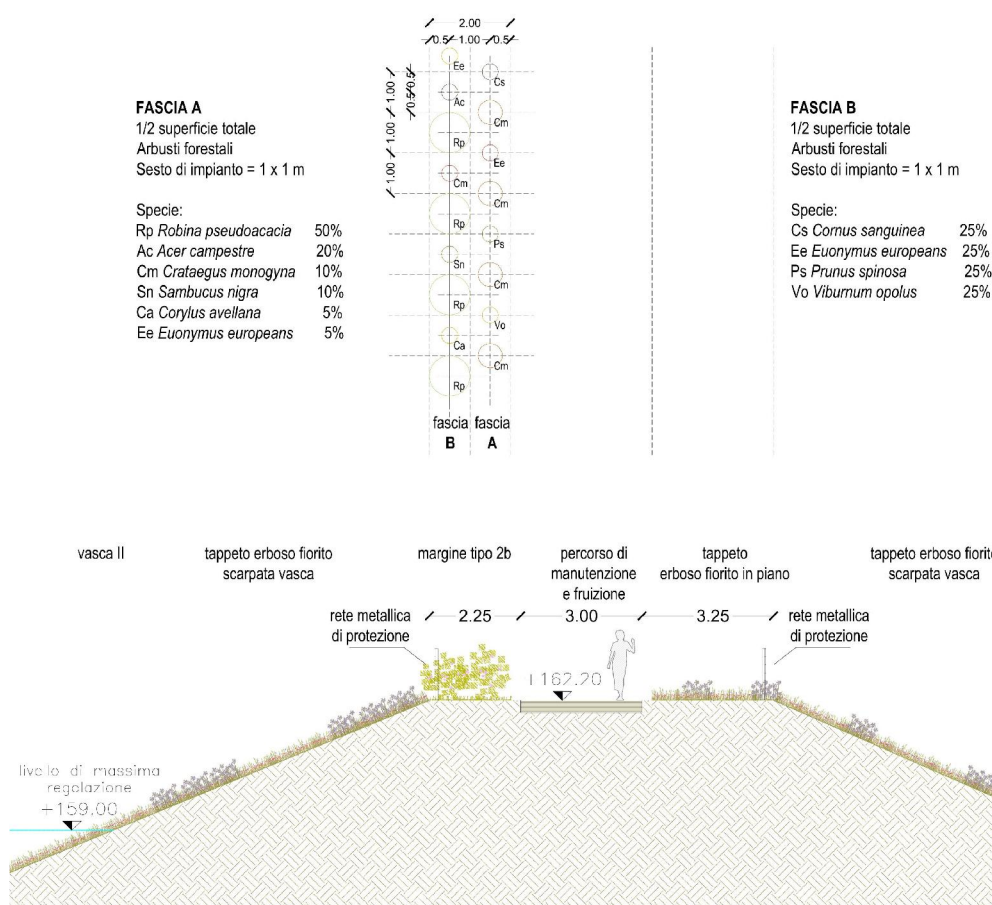 2.00
0.5 1.00 0.5
FASCIA A
1/2 superficie totale
Arbusti forestali
Sesto di impianto = 1 x 1 m
Specie:
Rp Robina pseudoacacia 50%
Ac Acer campestre 20%
Cm Crataegus monogyna 10%
Sn Sambucus nigra 10%
Ca Corylus avellana 5%
Ee Euonymus europeans 5%
1.00
0.5 0.5
1.00
1.00
Ee
Cs
Ac
Cm
Rp
Ee
Cm
Cm
Rp
Ps
Sn
Cm
Rp
Vo
Ca
Cm
Rp
fascia fascia
B A
FASCIA B
1/2 superficie totale
Arbusti forestali
Sesto di impianto = 1 x 1 m
Specie:
Cs Cornus sanguinea 25%
Ee Euonymus europeans 25%
Ps Prunus spinosa 25%
Vo Viburnum opolus 25%
vasca II
tappeto erboso fiorito
scarpata vasca
margine tipo 2b
percorso di
manutenzione
e fruizione
tappeto
erboso fiorito in piano
tappeto erboso fiorito
scarpata vasca
rete metallica
di protezione
2.25 3.00 3.25
rete metallica
di protezione
+162.20
livello di massima
regolazione
+159.00